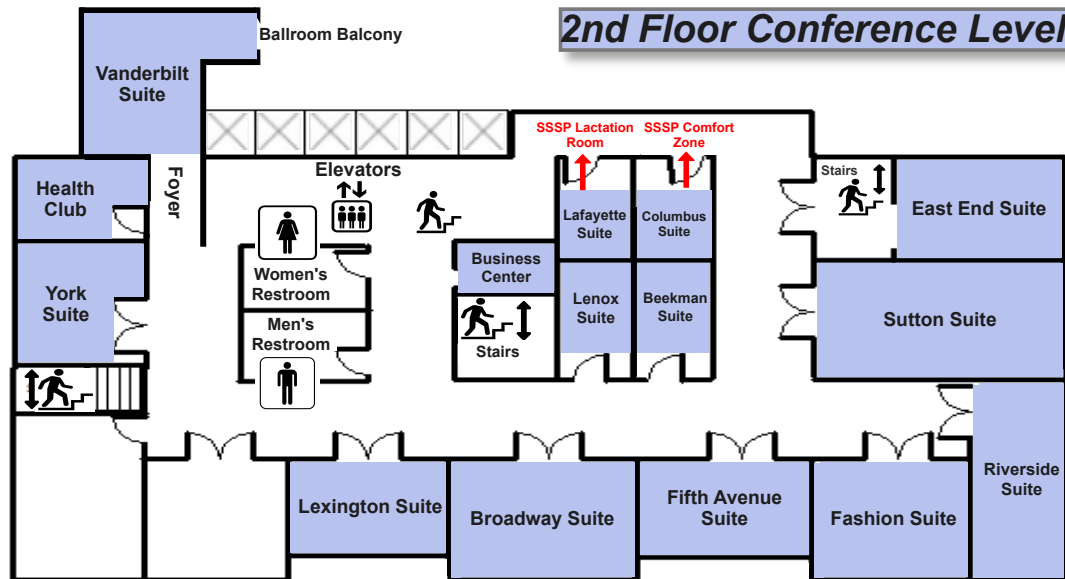 2nd Floor Conference Level
Ballroom Balcony
Vanderbilt
Suite
SSSP Lactation
Room
SSSP Comfort
Zone
Elevators
Foyer
Stairs
Health
Club
Lafayette
Suite
Columbus
Suite
East End Suite
Women's
Restroom
Business
Center
York
Suite
Lenox
Suite
Beekman
Suite
Sutton Suite
Men's
Restroom
Stairs
Riverside
Suite
Lexington Suite
Broadway Suite
Fifth Avenue
Suite
Fashion Suite